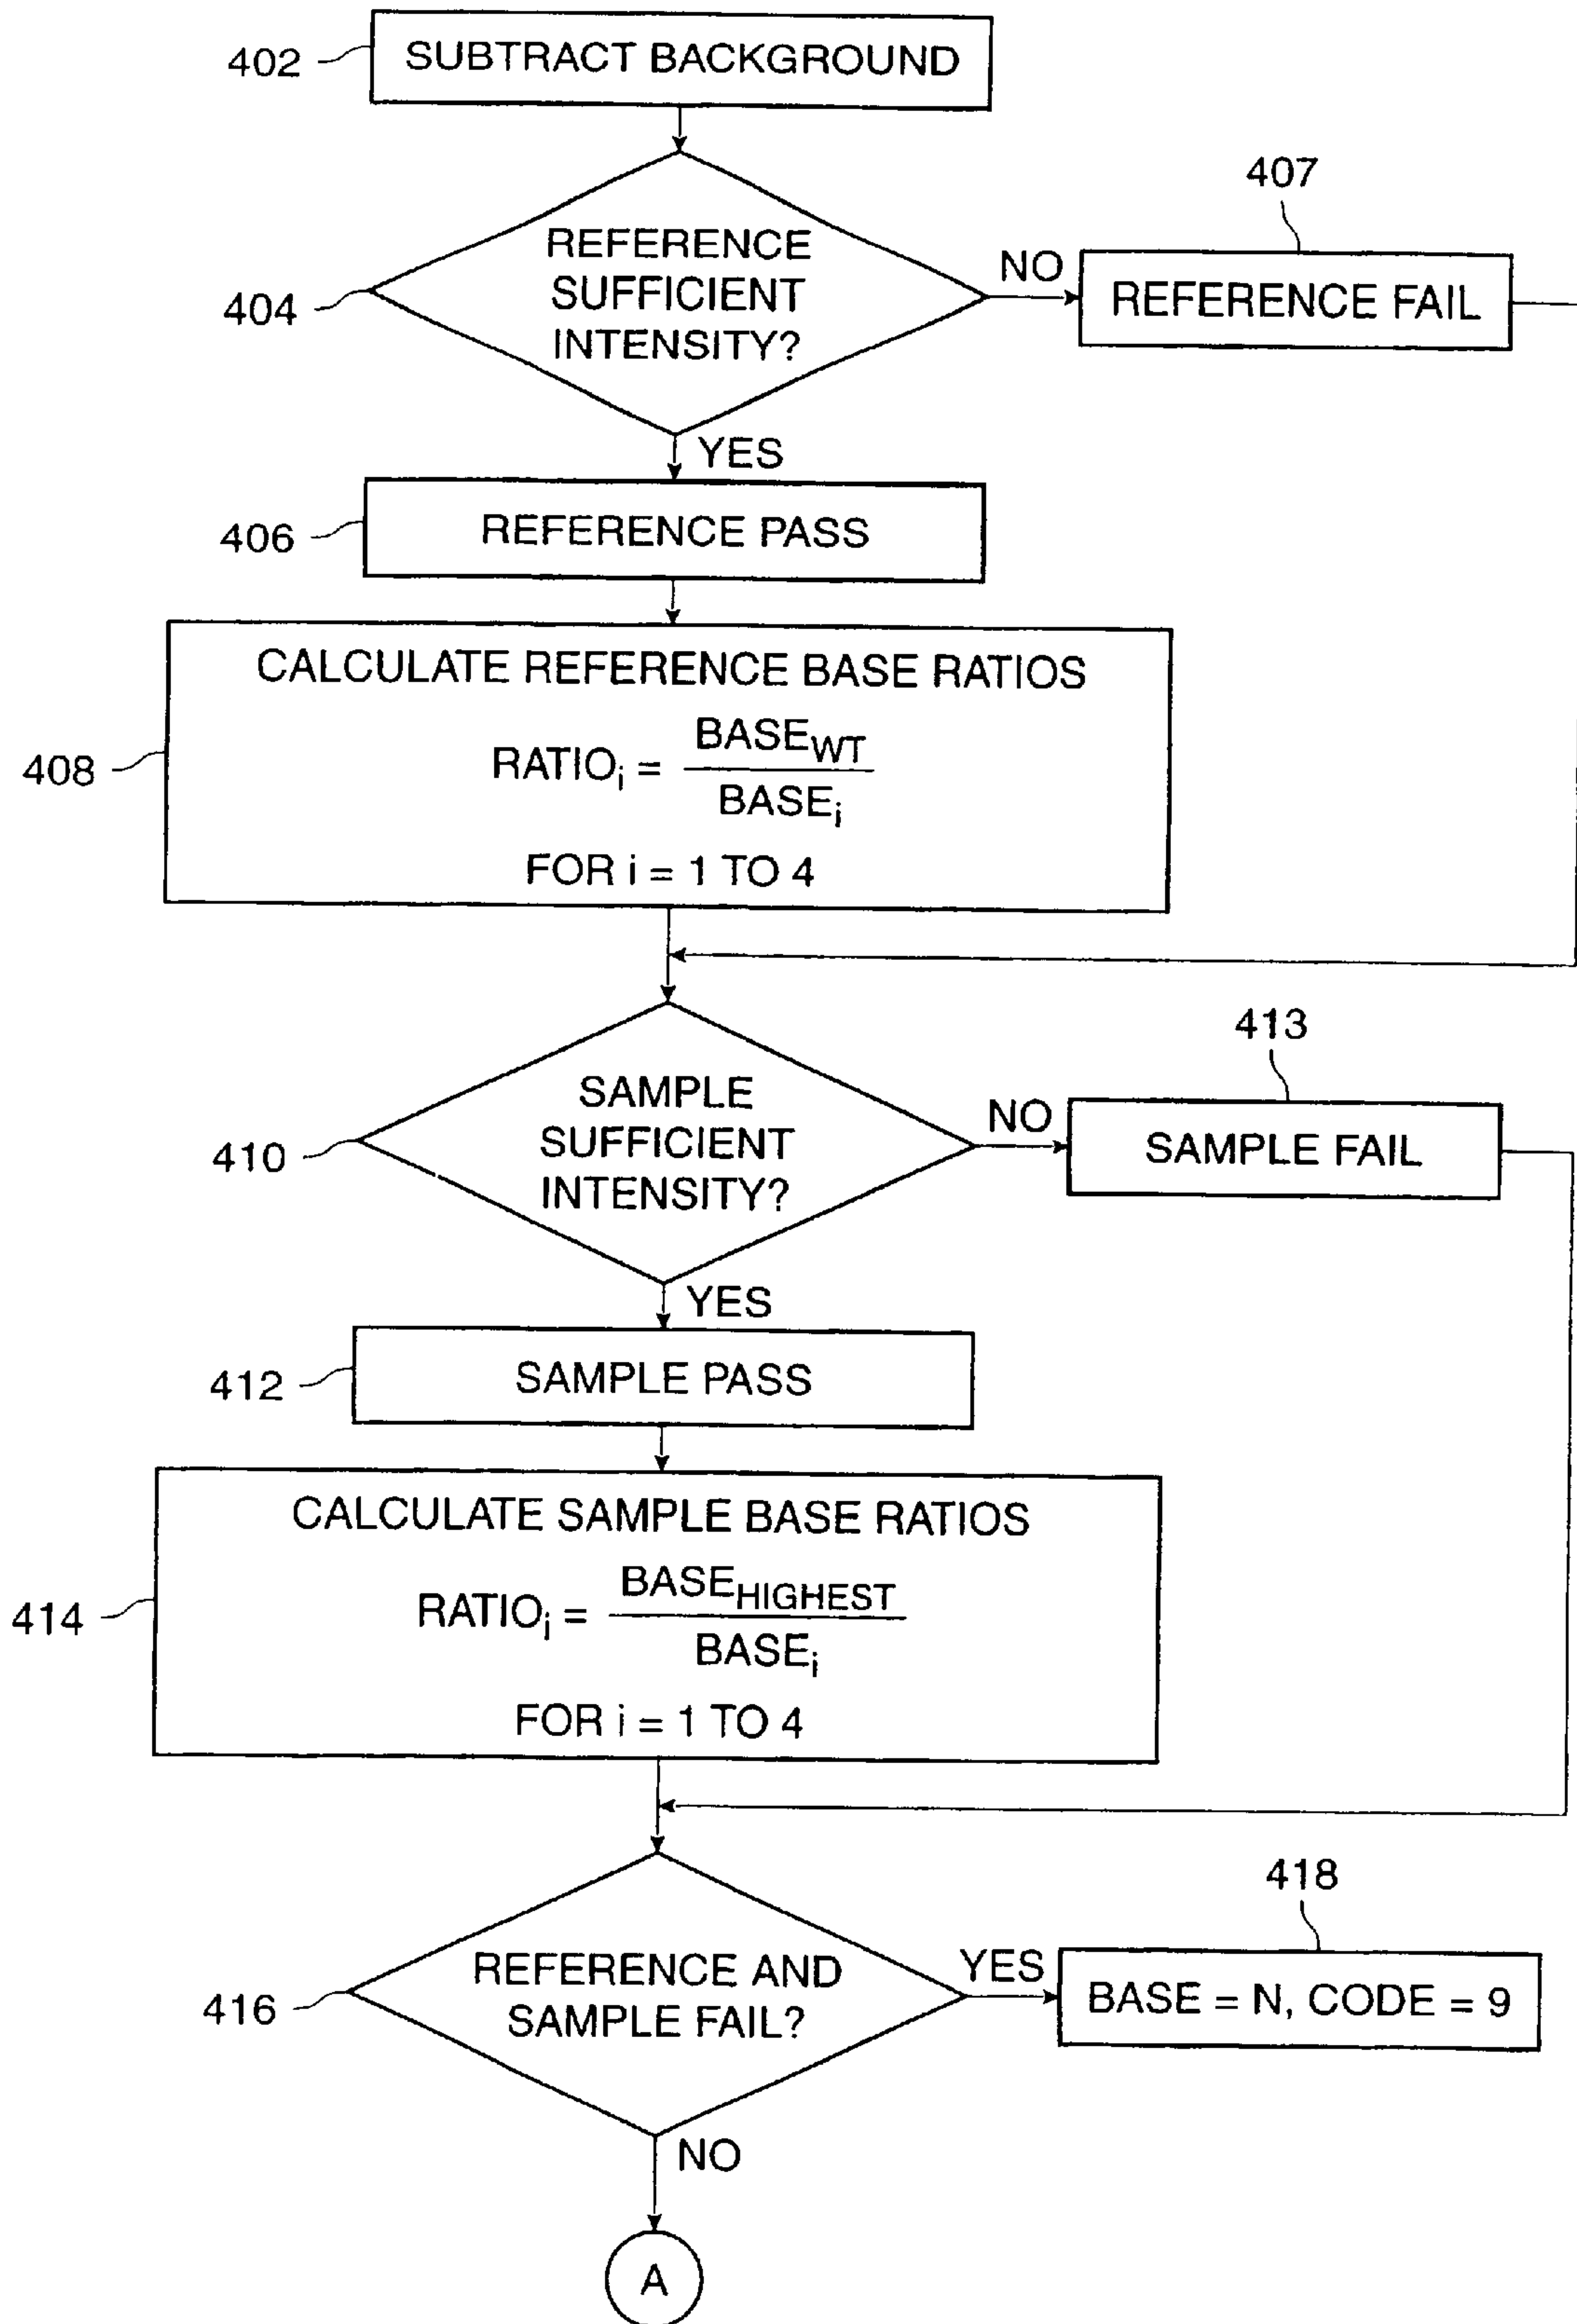 402
SUBTRACT BACKGROUND
407
404
REFERENCE
SUFFICIENT
INTENSITY?
NO
REFERENCE FAIL
YES
406
REFERENCE PASS
408
CALCULATE REFERENCE BASE RATIOS
RATIOi = BASEWT
BASEi
FOR i = 1 TO 4
413
410
SAMPLE
SUFFICIENT
INTENSITY?
NO
SAMPLE FAIL
YES
412
SAMPLE PASS
414
CALCULATE SAMPLE BASE RATIOS
RATIOi = BASEHIGHEST
BASEi
FOR i = 1 TO 4
418
416
REFERENCE AND
SAMPLE FAIL?
YES
BASE = N, CODE = 9
NO
A